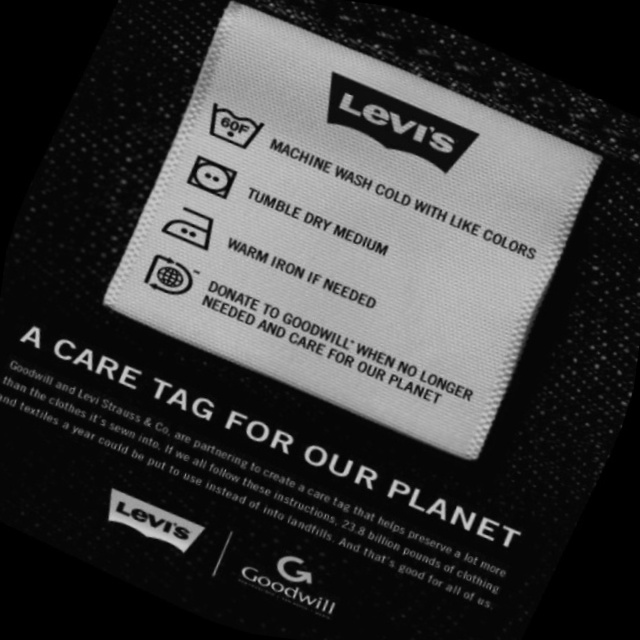 Levi's
60F
MACHINE WASH COLD WITH LIKE COLORS
TUMBLE DRY MEDIUM
WARM IRON IF NEEDED
DONATE TO GOODWILL® WHEN NO LONGER
NEEDED AND CARE FOR OUR PLANET
A CARE TAG FOR OUR PLANET
Goodwill and Levi Strauss & Co. are partnering to create a care tag that helps preserve a lot more
than the clothes it's sewn into. If we all follow these instructions, 23.8 billion pounds of clothing
and textiles a year could be put to use instead of into landfills. And that's good for all of us.
Levi's
Goodwill